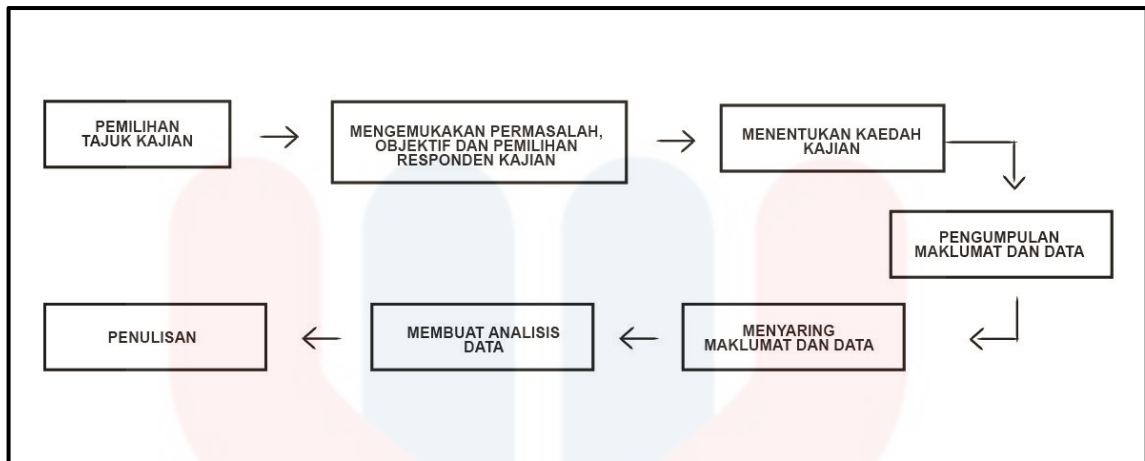 PEMILIHAN
TAJUK KAJIAN
MENGEMUKAKAN PERMASALAH,
OBJEKTIF DAN PEMILIHAN
RESPONDEN KAJIAN
MENENTUKAN KAEDAH
KAJIAN
PENGUMPULAN
MAKLUMAT DAN DATA
MENYARING
MAKLUMAT DAN DATA
MEMBUAT ANALISIS
DATA
PENULISAN